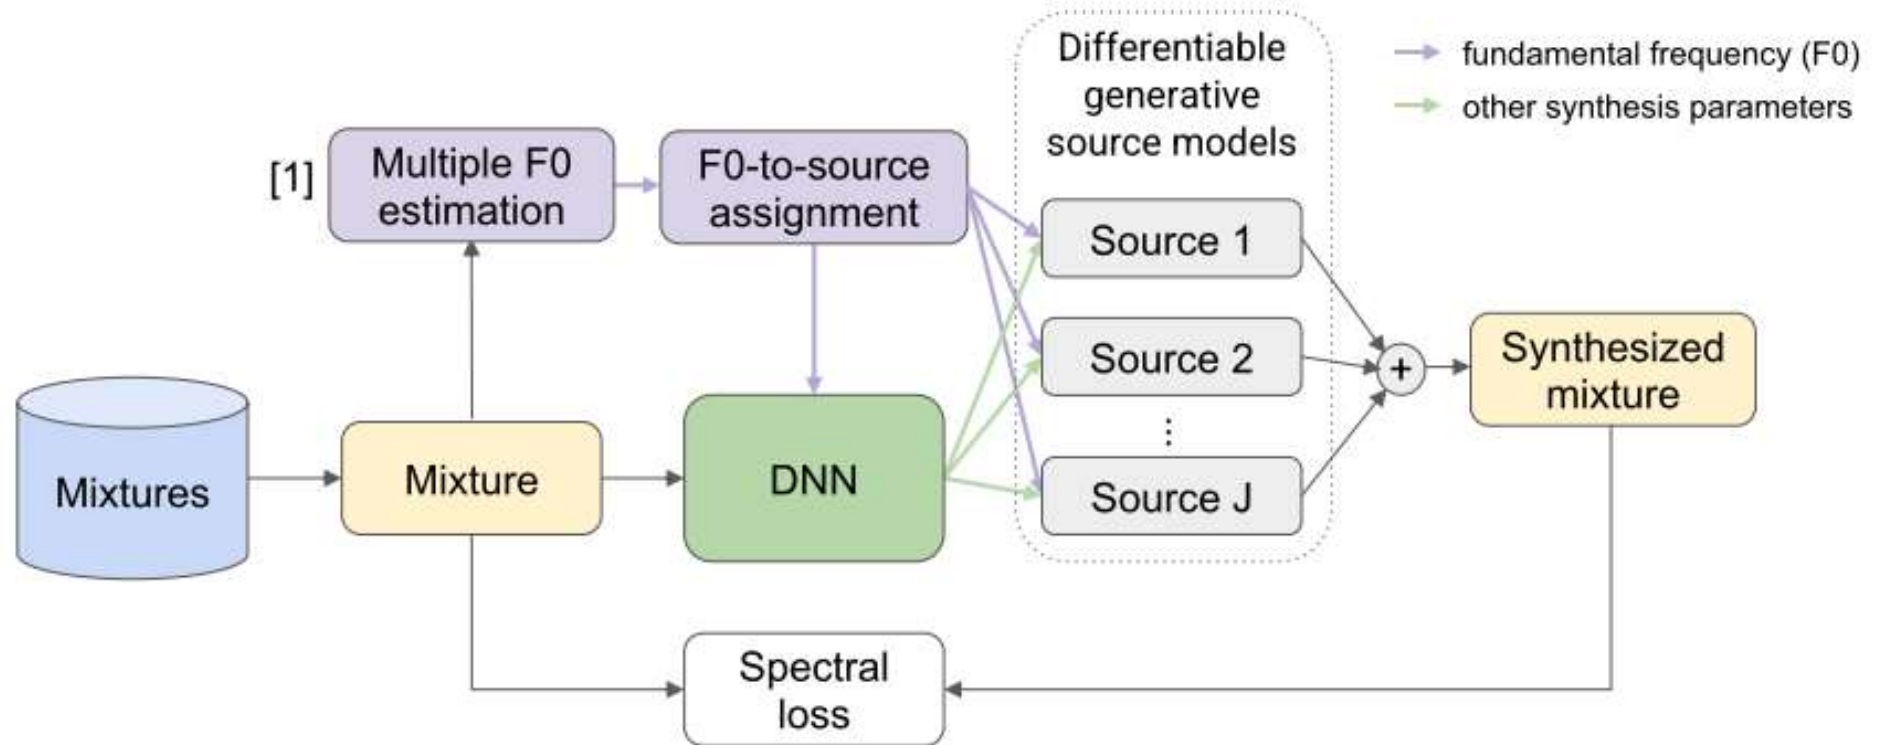 Differentiable
generative
source models
fundamental frequency (F0)
other synthesis parameters
[1]
Multiple F0
estimation
F0-to-source
assignment
Source 1
Source 2
⋮
Source J
+
Synthesized
mixture
Mixtures
Mixture
DNN
Spectral
loss